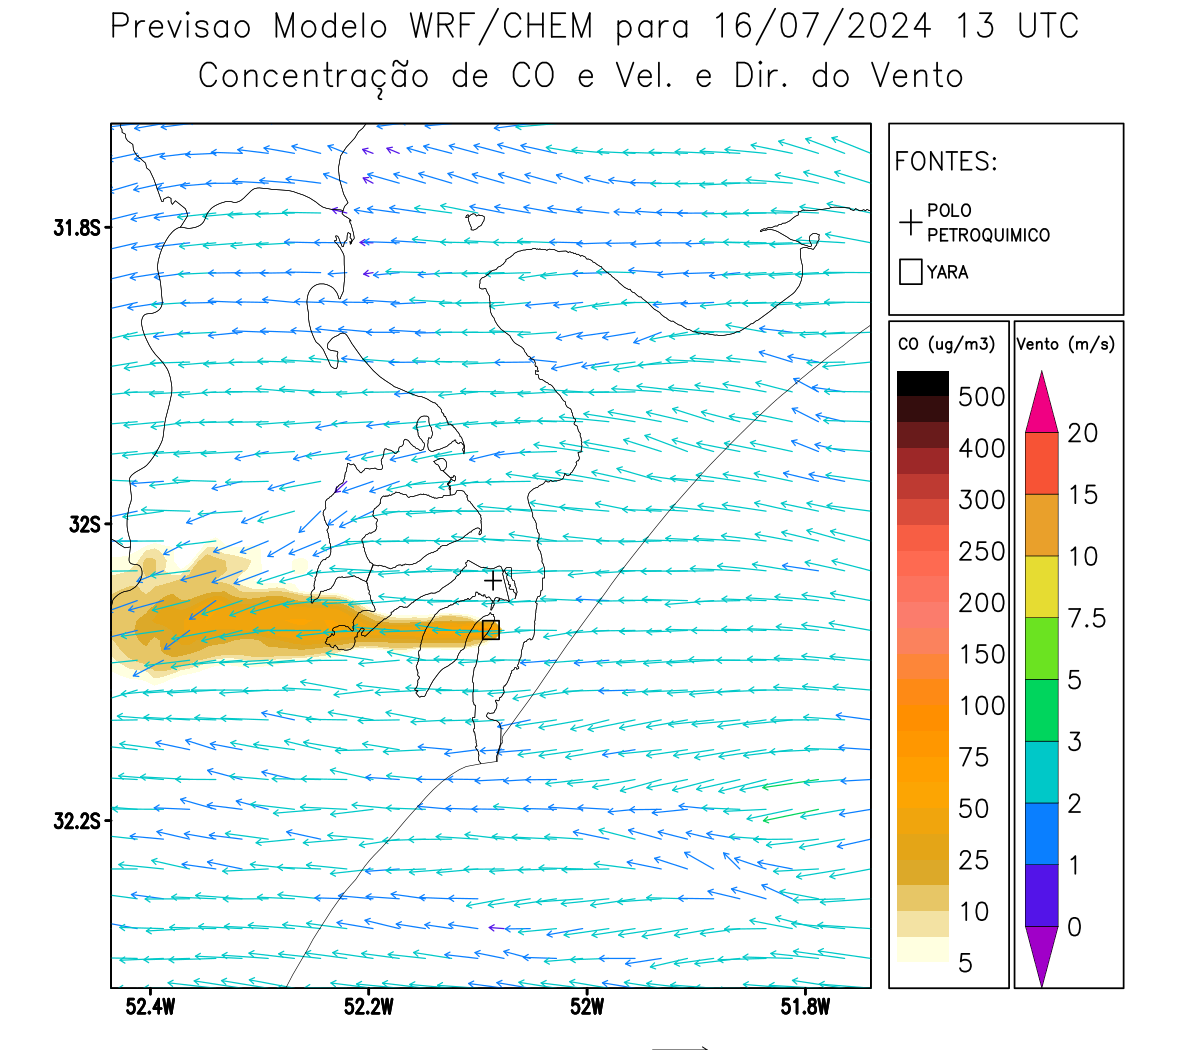 Previsao Modelo WRF/CHEM para 16/07/2024 13 UTC
Concentração de CO e Vel. e Dir. do Vento
31.8S
32S
32.2S
52.4W
52.2W
52W
51.8W
FONTES:
POLO
PETROQUIMICO
YARA
CO (ug/m3)
500
400
300
250
200
150
100
75
50
25
10
5
Vento (m/s)
20
15
10
7.5
5
3
2
1
0